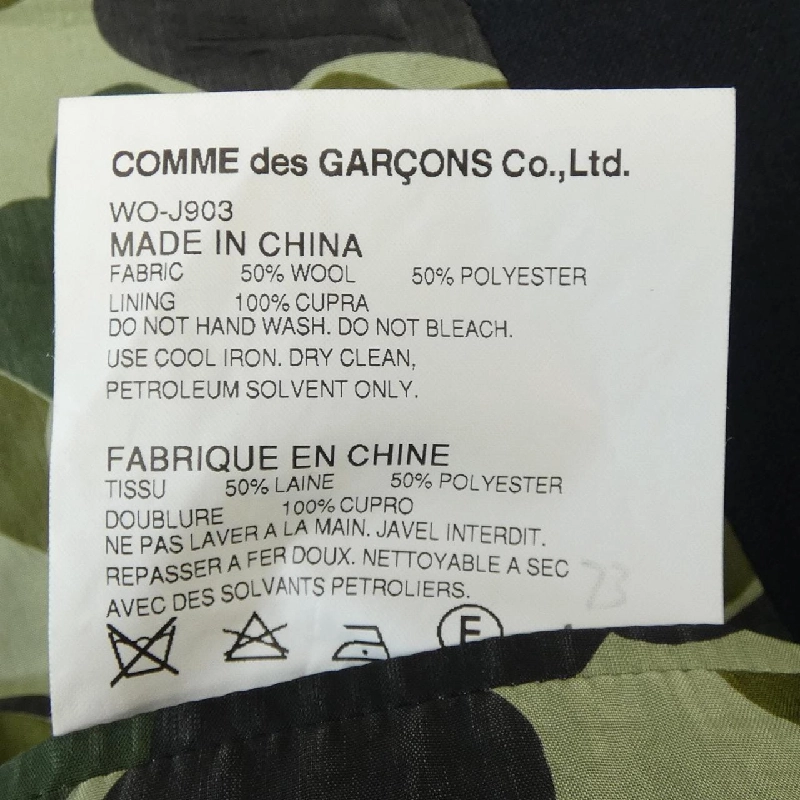 COMME des GARÇONS Co.,Ltd.
WO-J903
MADE IN CHINA
FABRIC 50% WOOL 50% POLYESTER
LINING 100% CUPRA
DO NOT HAND WASH. DO NOT BLEACH.
USE COOL IRON. DRY CLEAN,
PETROLEUM SOLVENT ONLY.
FABRIQUE EN CHINE
TISSU 50% LAINE 50% POLYESTER
DOUBLURE 100% CUPRO
NE PAS LAVER A LA MAIN. JAVEL INTERDIT.
REPASSER A FER DOUX. NETTOYABLE A SEC
AVEC DES SOLVANTS PETROLIERS.
F